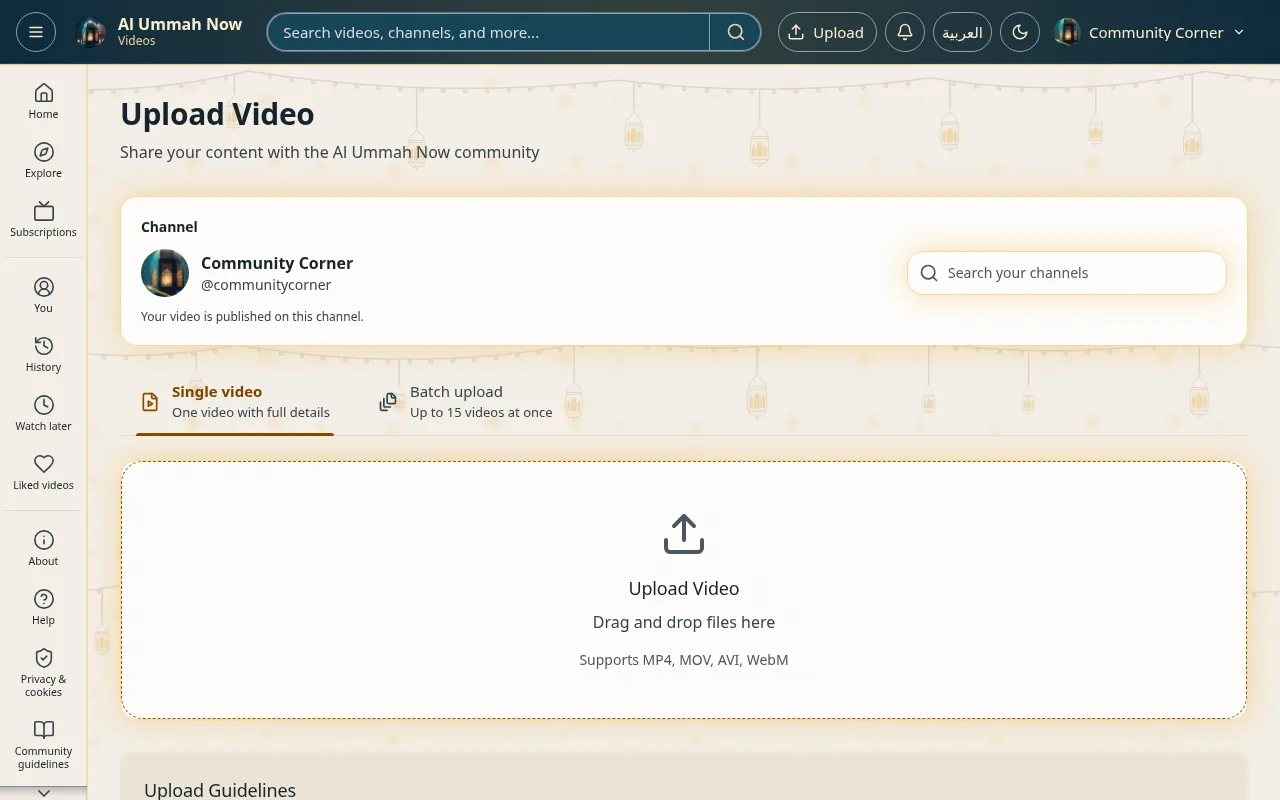 Al Ummah Now
Videos
Search videos, channels, and more...
Upload
العربية
Community Corner
Home
Explore
Subscriptions
You
History
Watch later
Liked videos
About
Help
Privacy &
cookies
Community
guidelines
Upload Video
Share your content with the Al Ummah Now community
Channel
Community Corner
@communitycorner
Your video is published on this channel.
Search your channels
Single video
One video with full details
Batch upload
Up to 15 videos at once
Upload Video
Drag and drop files here
Supports MP4, MOV, AVI, WebM
Upload Guidelines